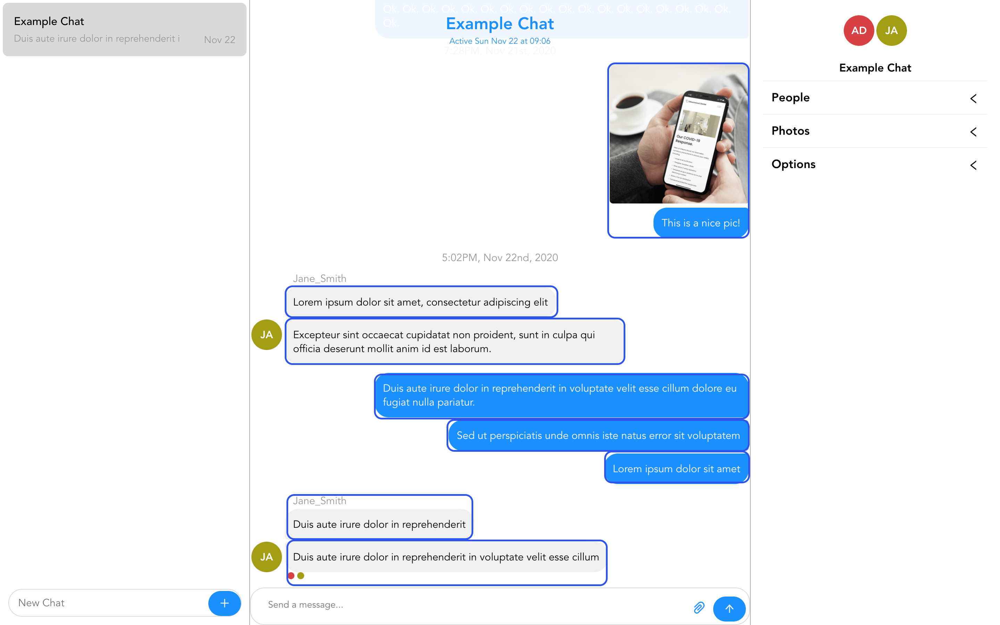 Example Chat
Duis aute irure dolor in reprehenderit i
Nov 22
Ok. Ok. Ok. Ok. Ok. Ok. Ok. Ok. Ok. Ok. Ok. Ok. Ok. Ok. Ok. Ok. Ok. Ok.
Ok.
Example Chat
Active Sun Nov 22 at 09:06
7:28PM, Nov 21st, 2020
Our COVID-19
Response.
This is a nice pic!
5:02PM, Nov 22nd, 2020
Jane_Smith
Lorem ipsum dolor sit amet, consectetur adipiscing elit
JA
Excepteur sint occaecat cupidatat non proident, sunt in culpa qui
officia deserunt mollit anim id est laborum.
Duis aute irure dolor in reprehenderit in voluptate velit esse cillum dolore eu
fugiat nulla pariatur.
Sed ut perspiciatis unde omnis iste natus error sit voluptatem
Lorem ipsum dolor sit amet
Jane_Smith
Duis aute irure dolor in reprehenderit
JA
Duis aute irure dolor in reprehenderit in voluptate velit esse cillum
New Chat
+
Send a message...
AD
JA
Example Chat
People
Photos
Options